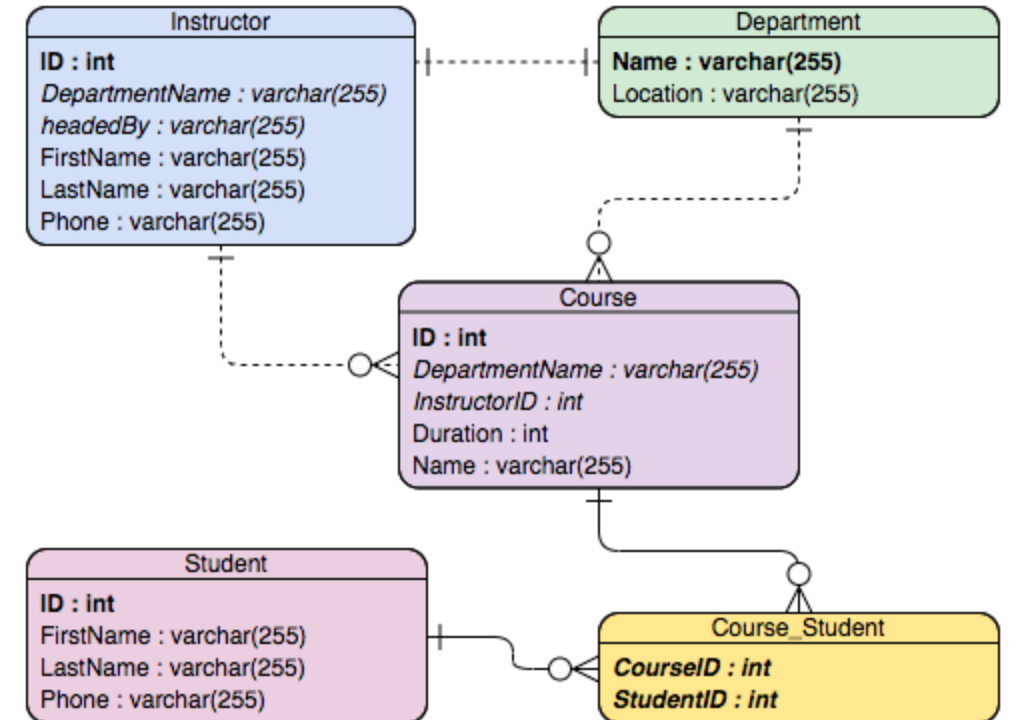 Instructor
ID : int
DepartmentName : varchar(255)
headedBy : varchar(255)
FirstName : varchar(255)
LastName : varchar(255)
Phone : varchar(255)
Department
Name : varchar(255)
Location : varchar(255)
Course
ID : int
DepartmentName : varchar(255)
InstructorID : int
Duration : int
Name : varchar(255)
Student
ID : int
FirstName : varchar(255)
LastName : varchar(255)
Phone : varchar(255)
Course_Student
CourseID : int
StudentID : int